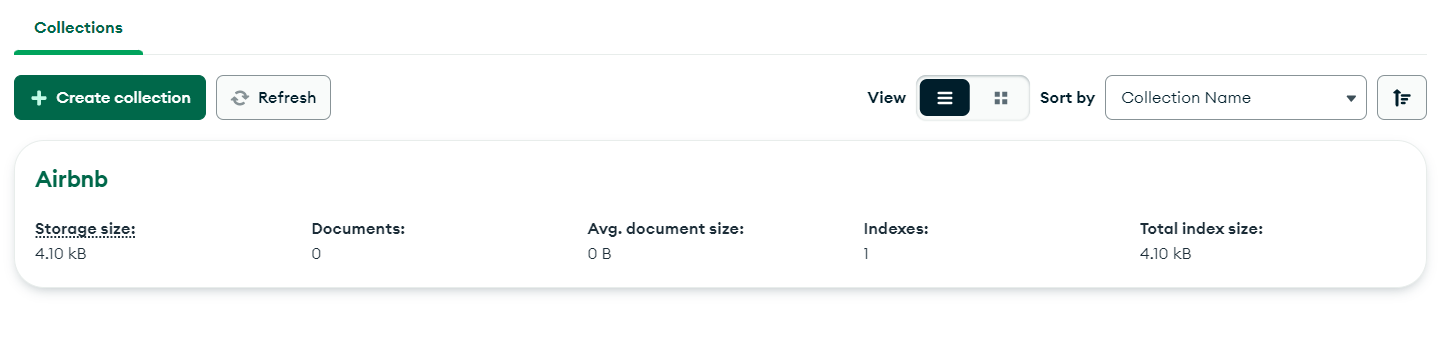 Collections
Create collection
Refresh
View
Sort by
Collection Name
Airbnb
Storage size:
Documents:
Avg. document size:
Indexes:
Total index size:
4.10 kB
0
0 B
1
4.10 kB